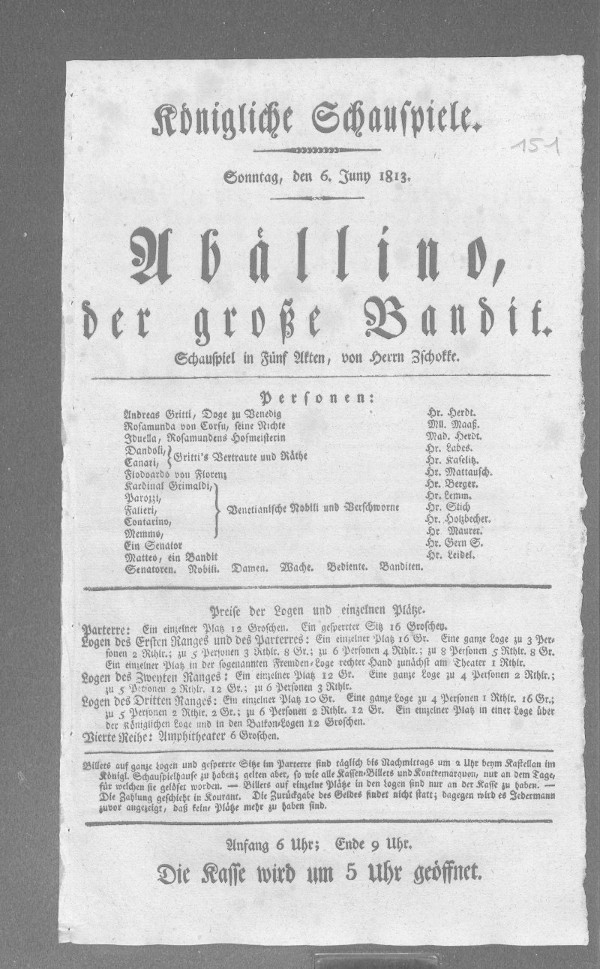 Königliche Schauspiele.
151
Sonntag, den 6. Juny 1813.
Abällino,
der große Bandit.
Schauspiel in Fünf Akten, von Herrn Zschokke.
Personen:
Andreas Gritti, Doge zu Venedig Hr. Herdt.
Rosamunda von Corfu, seine Nichte Mll. Maaß.
Iduella, Rosamundens Hofmeisterin Mad. Herdt.
Dandoli, Hr. Labes.
Gritti's Vertraute und Räthe
Canari, Hr. Kaselitz.
Flodoardo von Florenz Hr. Mattausch.
Kardinal Grimaldi, Hr. Berger.
Parozzi, Hr. Lemm.
Falieri, Venetianische Nobili und Verschworne Hr. Stich
Contarino, Hr. Holzbecher.
Memmo, Hr Maurer.
Ein Senator Hr. Gern S.
Matteo, ein Bandit Hr. Leidel.
Senatoren. Nobili. Damen. Wache. Bediente. Banditen.
Preise der Logen und einzelnen Plätze.
Parterre: Ein einzelner Platz 12 Groschen. Ein gesperrter Sitz 16 Groschen.
Logen des Ersten Ranges und des Parterres: Ein einzelner Platz 16 Gr. Eine ganze Loge zu 3 Per-
sonen 2 Rthlr.; zu 5 Personen 3 Rthlr. 8 Gr.; zu 6 Personen 4 Rthlr.; zu 8 Personen 5 Rthlr. 8 Gr.
Ein einzelner Platz in der sogenannten Fremden-Loge rechter Hand zunächst am Theater 1 Rthlr.
Logen des Zweyten Ranges: Ein einzelner Platz 12 Gr. Eine ganze Loge zu 4 Personen 2 Rthlr.;
zu 5 Personen 2 Rthlr. 12 Gr.; zu 6 Personen 3 Rthlr.
Logen des Dritten Ranges: Ein einzelner Platz 10 Gr. Eine ganze Loge zu 4 Personen 1 Rthlr. 16 Gr.;
zu 5 Personen 2 Rthlr. 2 Gr.; zu 6 Personen 2 Rthlr. 12 Gr. Ein einzelner Platz in einer Loge über
der Königlichen Loge und in den Balkon-Logen 12 Groschen.
Vierte Reihe: Amphitheater 6 Groschen.
Billets auf ganze Logen und gesperrte Sitze im Parterre sind täglich bis Nachmittags um 2 Uhr beym Kastellan im
Königl. Schauspielhause zu haben; gelten aber, so wie alle Kassen-Billets und Kontremarquen, nur an dem Tage,
für welchen sie gelöset worden. — Billets auf einzelne Plätze in den Logen sind nur an der Kasse zu haben. —
Die Zahlung geschieht in Kourant. Die Zurückgabe des Geldes findet nicht statt; dagegen wird es Jedermann
zuvor angezeigt, daß keine Plätze mehr zu haben sind.
Anfang 6 Uhr; Ende 9 Uhr.
Die Kasse wird um 5 Uhr geöffnet.